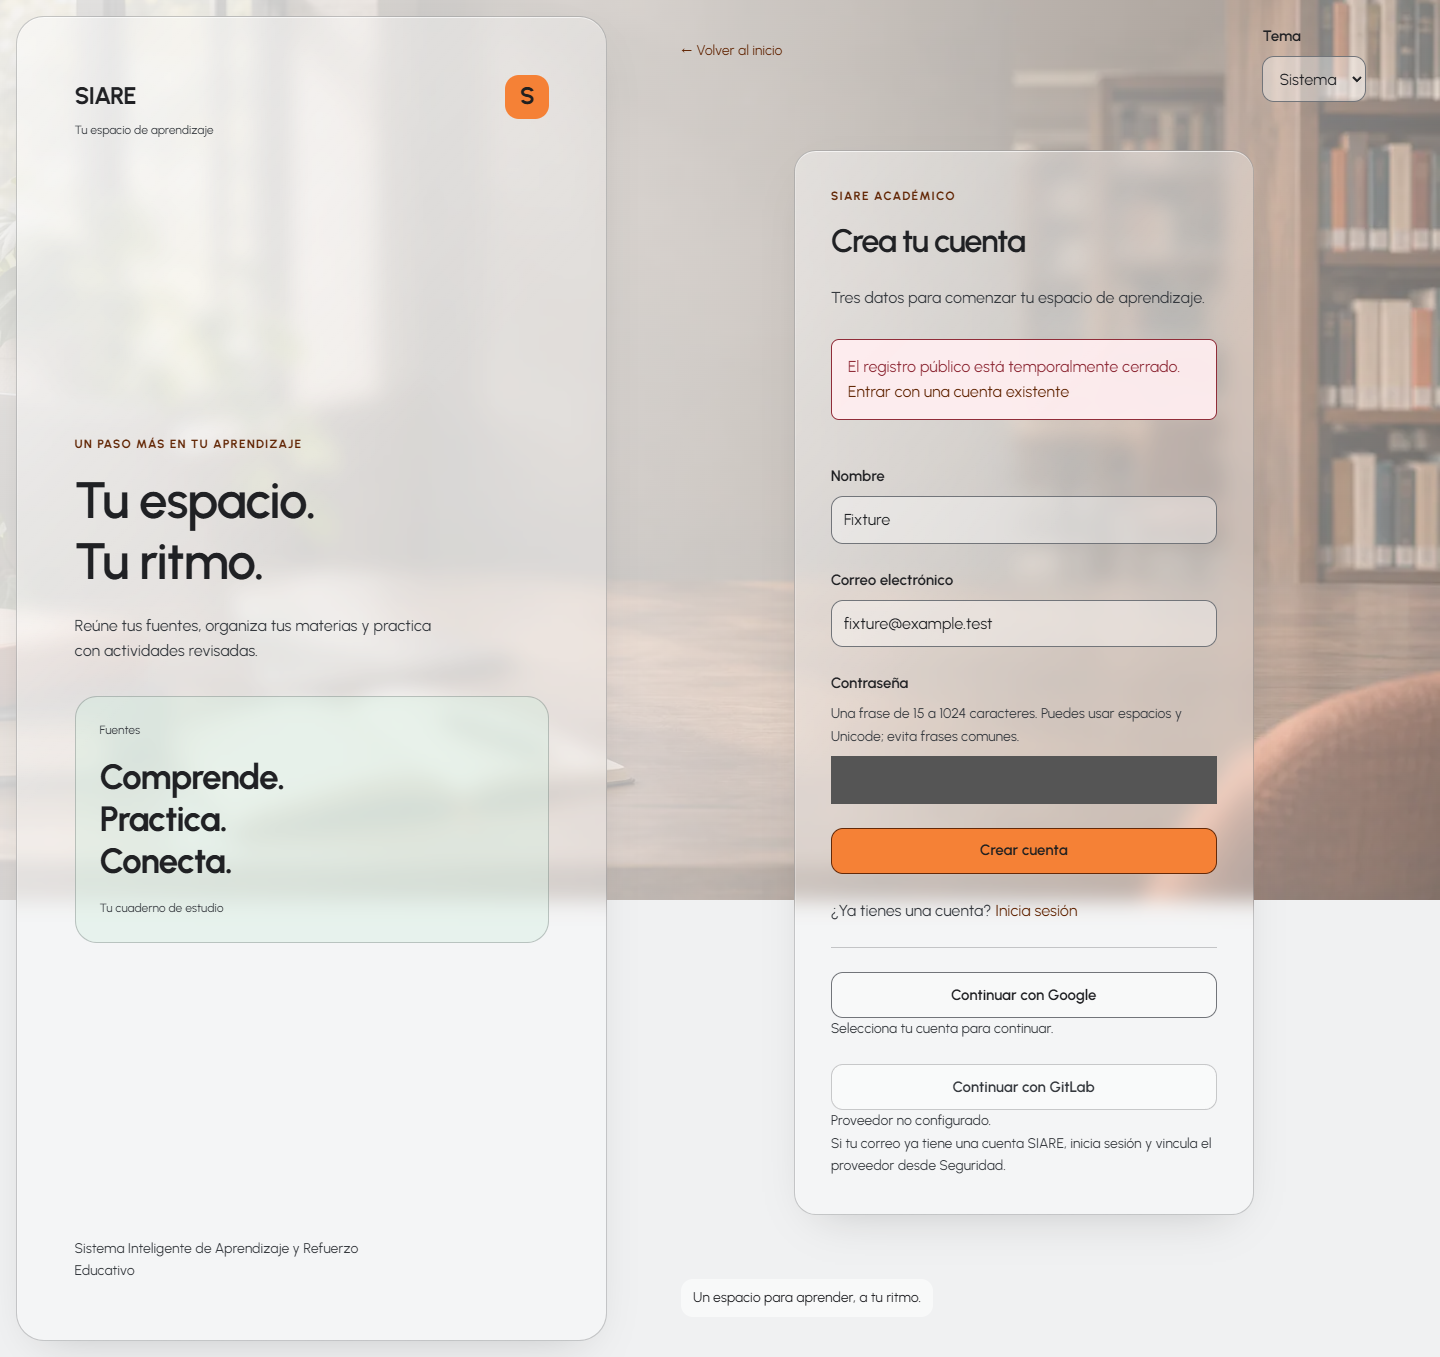 SIARE
S
Tu espacio de aprendizaje
UN PASO MÁS EN TU APRENDIZAJE
Tu espacio.
Tu ritmo.
Reúne tus fuentes, organiza tus materias y practica
con actividades revisadas.
Fuentes
Comprende.
Practica.
Conecta.
Tu cuaderno de estudio
Sistema Inteligente de Aprendizaje y Refuerzo
Educativo
← Volver al inicio
Tema
Sistema
SIARE ACADÉMICO
Crea tu cuenta
Tres datos para comenzar tu espacio de aprendizaje.
El registro público está temporalmente cerrado.
Entrar con una cuenta existente
Nombre
Fixture
Correo electrónico
fixture@example.test
Contraseña
Una frase de 15 a 1024 caracteres. Puedes usar espacios y
Unicode; evita frases comunes.
Crear cuenta
¿Ya tienes una cuenta? Inicia sesión
Continuar con Google
Selecciona tu cuenta para continuar.
Continuar con GitLab
Proveedor no configurado.
Si tu correo ya tiene una cuenta SIARE, inicia sesión y vincula el
proveedor desde Seguridad.
Un espacio para aprender, a tu ritmo.